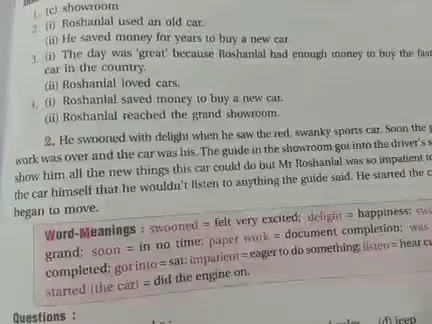 1. (c) showroom
2. (i) Roshanlal used an old car.
(ii) He saved money for years to buy a new car
3. (i) The day was 'great' because Roshanlal had enough money to buy the
car in the country.
(ii) Roshanlal loved cars.
4. (i) Roshanlal saved money to buy a new car.
(ii) Roshanlal reached the grand showroom.
2. He swooned with delight when he saw the red, swanky sports car. Soon the
work was over and the car was his. The guide in the showroom got into the driver's
show him all the new things this car could do but Mr Roshanlal was so impatient
the car himself that he wouldn't listen to anything the guide said. He started the
began to move.
Word-Meanings : swooned = felt very excited; delight = happiness;
grand; soon = in no time; paper work = document completion; was
completed; got into = sat; impatient = eager to do something; listen = hear
started (the car) = did the engine on.
Questions :
(d) jeep